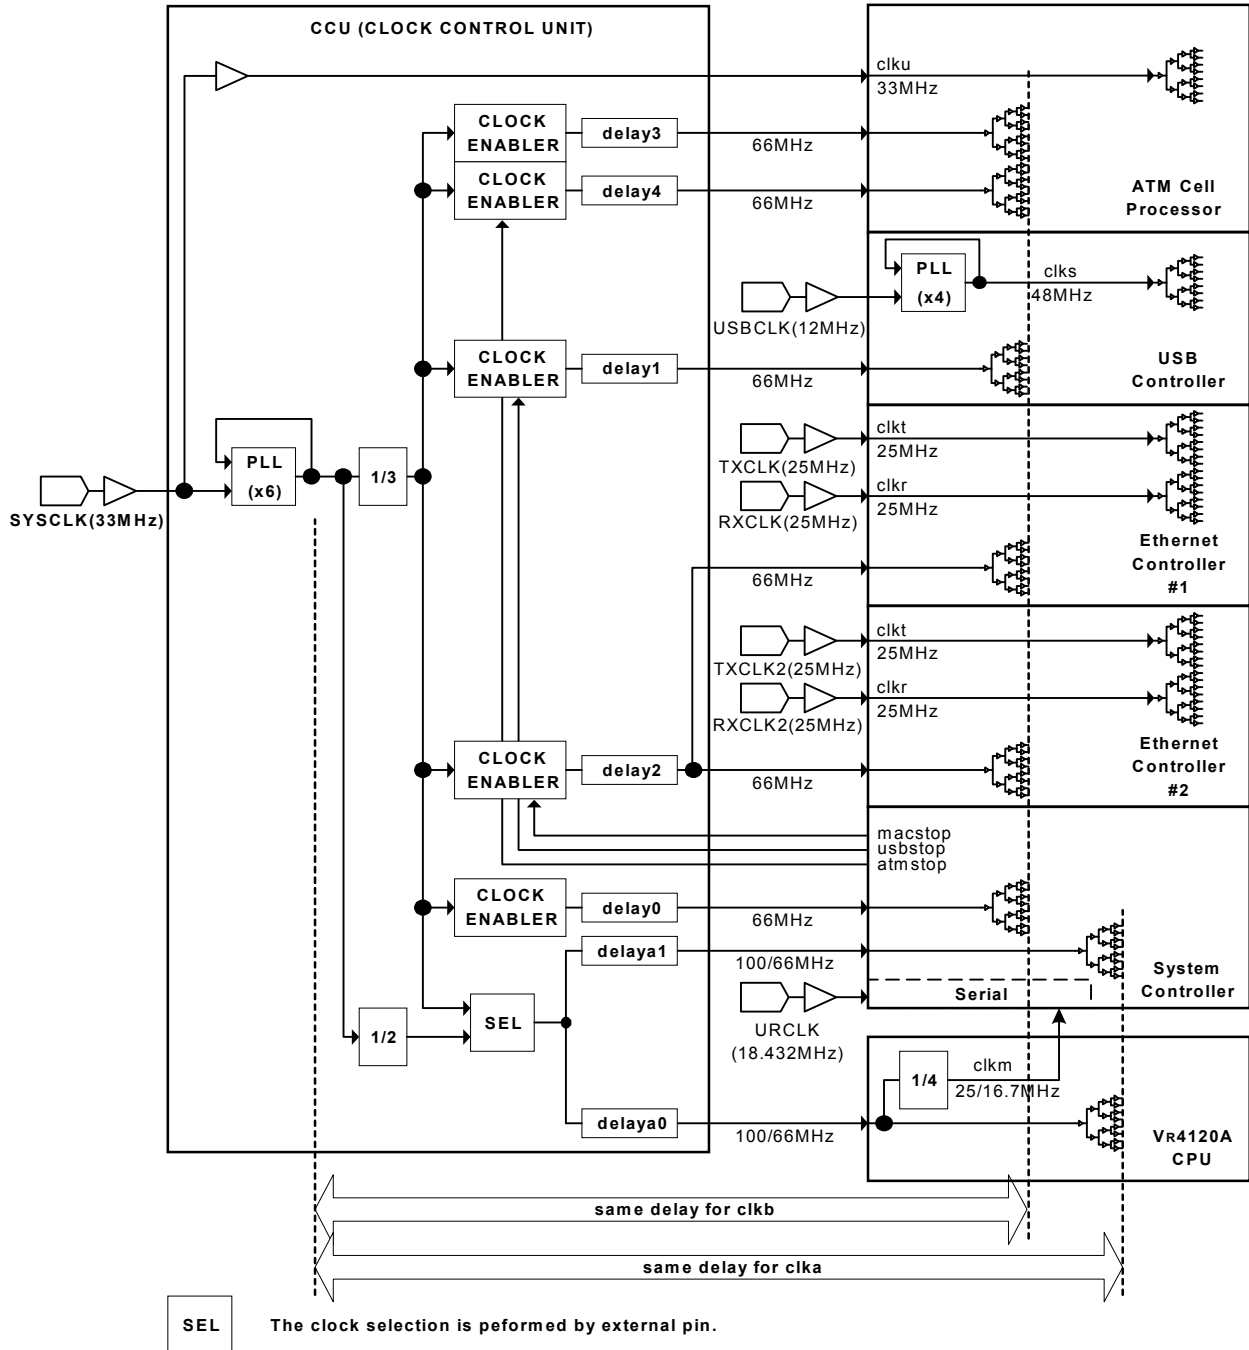 CCU (CLOCK CONTROL UNIT)
clku
33MHz
CLOCK
ENABLER
delay3
66MHz
CLOCK
ENABLER
delay4
66MHz
ATM Cell
Processor
PLL
(x4)
clks
48MHz
USBCLK(12MHz)
CLOCK
ENABLER
delay1
66MHz
USB
Controller
clkt
25MHz
TXCLK(25MHz)
clkr
25MHz
RXCLK(25MHz)
PLL
(x6)
1/3
SYSCLK(33MHz)
Ethernet
Controller
#1
66MHz
clkt
25MHz
TXCLK2(25MHz)
clkr
25MHz
RXCLK2(25MHz)
CLOCK
ENABLER
delay2
66MHz
Ethernet
Controller
#2
macstop
usbstop
atmstop
CLOCK
ENABLER
delay0
66MHz
delaya1
100/66MHz
System
Controller
Serial
SEL
1/2
URCLK
(18.432MHz)
1/4
clkm
25/16.7MHz
delaya0
100/66MHz
VR4120A
CPU
same delay for clkb
same delay for clka
SEL
The clock selection is peformed by external pin.